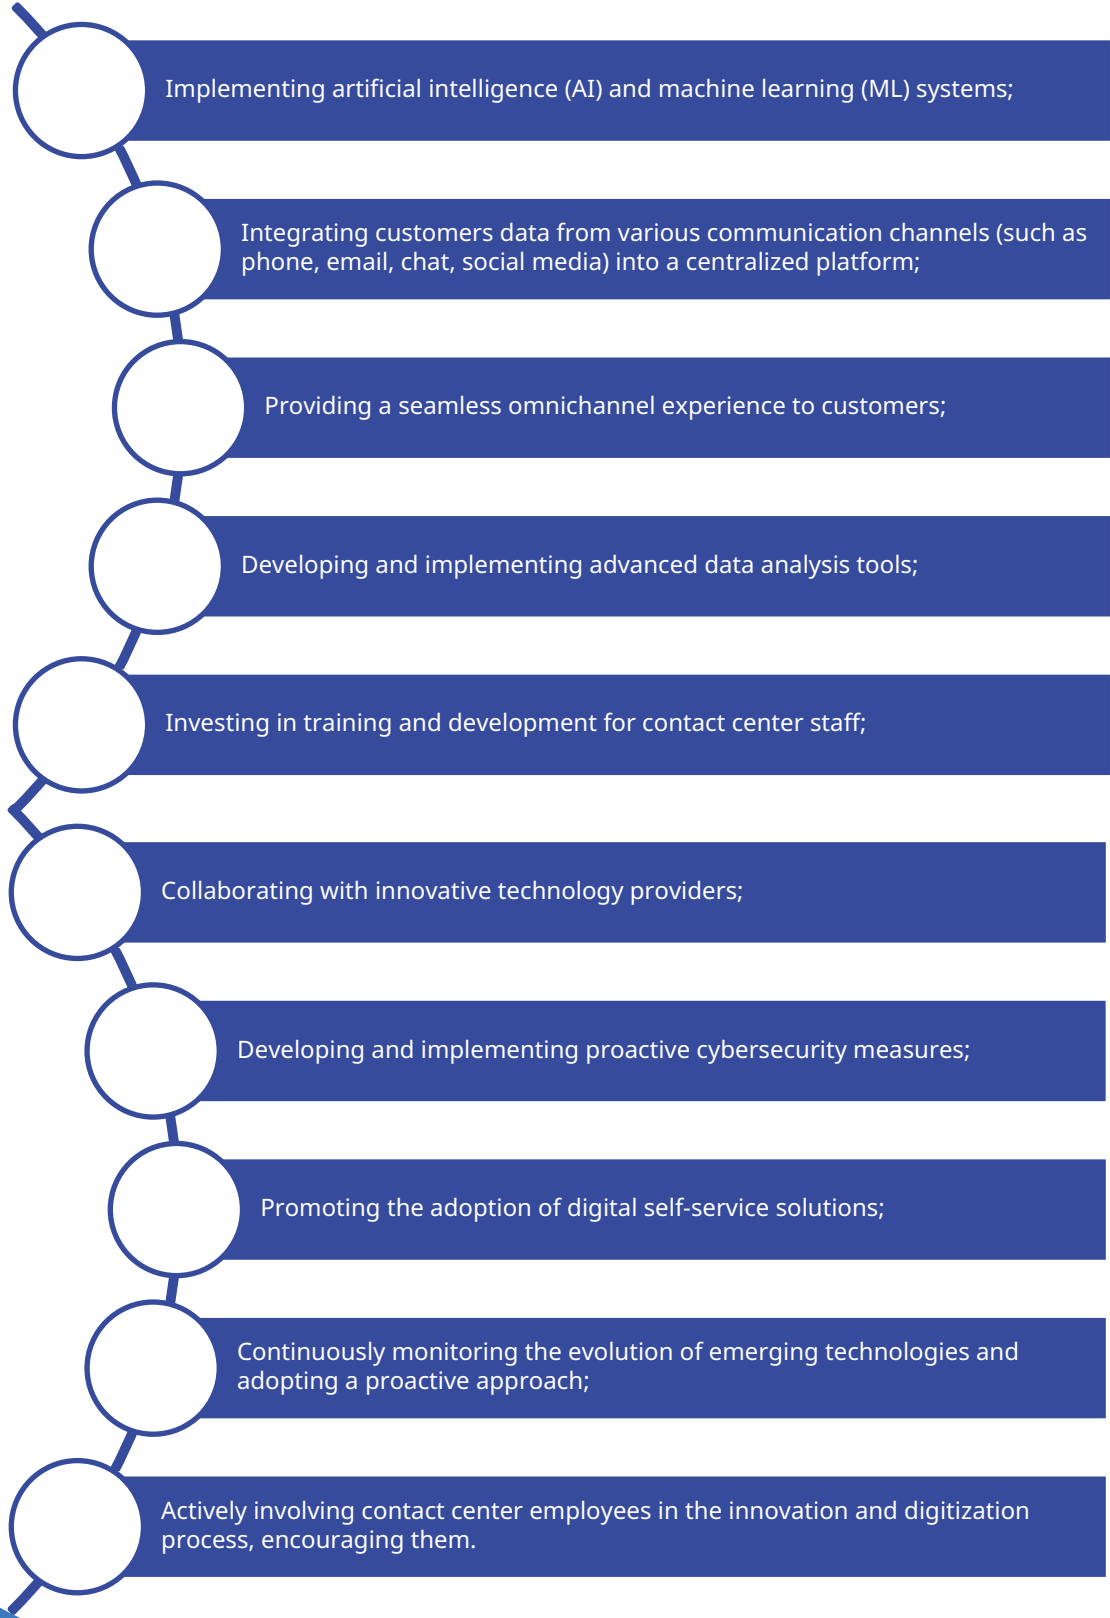 Implementing artificial intelligence (AI) and machine learning (ML) systems;
Integrating customers data from various communication channels (such as
phone, email, chat, social media) into a centralized platform;
Providing a seamless omnichannel experience to customers;
Developing and implementing advanced data analysis tools;
Investing in training and development for contact center staff;
Collaborating with innovative technology providers;
Developing and implementing proactive cybersecurity measures;
Promoting the adoption of digital self-service solutions;
Continuously monitoring the evolution of emerging technologies and
adopting a proactive approach;
Actively involving contact center employees in the innovation and digitization
process, encouraging them.